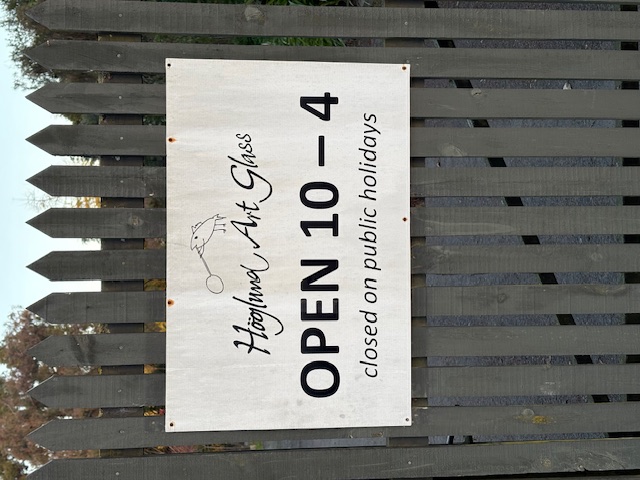 Höglund Art Glass
OPEN 10 – 4
closed on public holidays